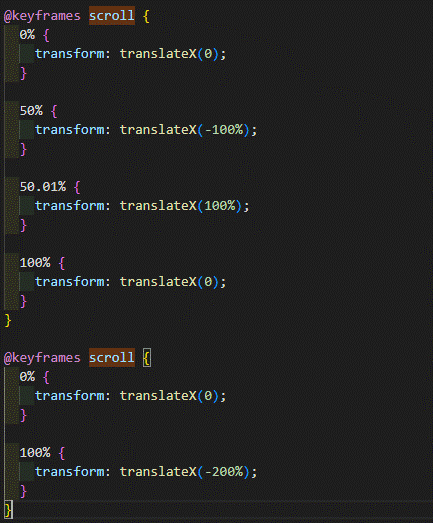 @keyframes scroll {
0% {
transform: translateX(0);
}
50% {
transform: translateX(-100%);
}
50.01% {
transform: translateX(100%);
}
100% {
transform: translateX(0);
}
}
@keyframes scroll {
0% {
transform: translateX(0);
}
100% {
transform: translateX(-200%);
}
}